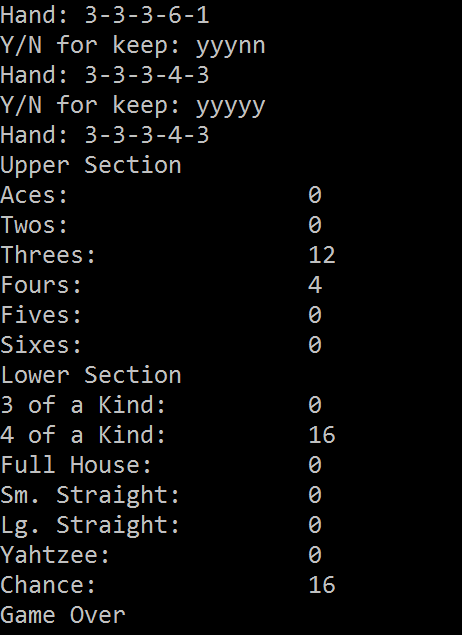 Hand: 3-3-3-6-1
Y/N for keep: yyynn
Hand: 3-3-3-4-3
Y/N for keep: yyyyy
Hand: 3-3-3-4-3
Upper Section
Aces: 0
Twos: 0
Threes: 12
Fours: 4
Fives: 0
Sixes: 0
Lower Section
3 of a Kind: 0
4 of a Kind: 16
Full House: 0
Sm. Straight: 0
Lg. Straight: 0
Yahtzee: 0
Chance: 16
Game Over